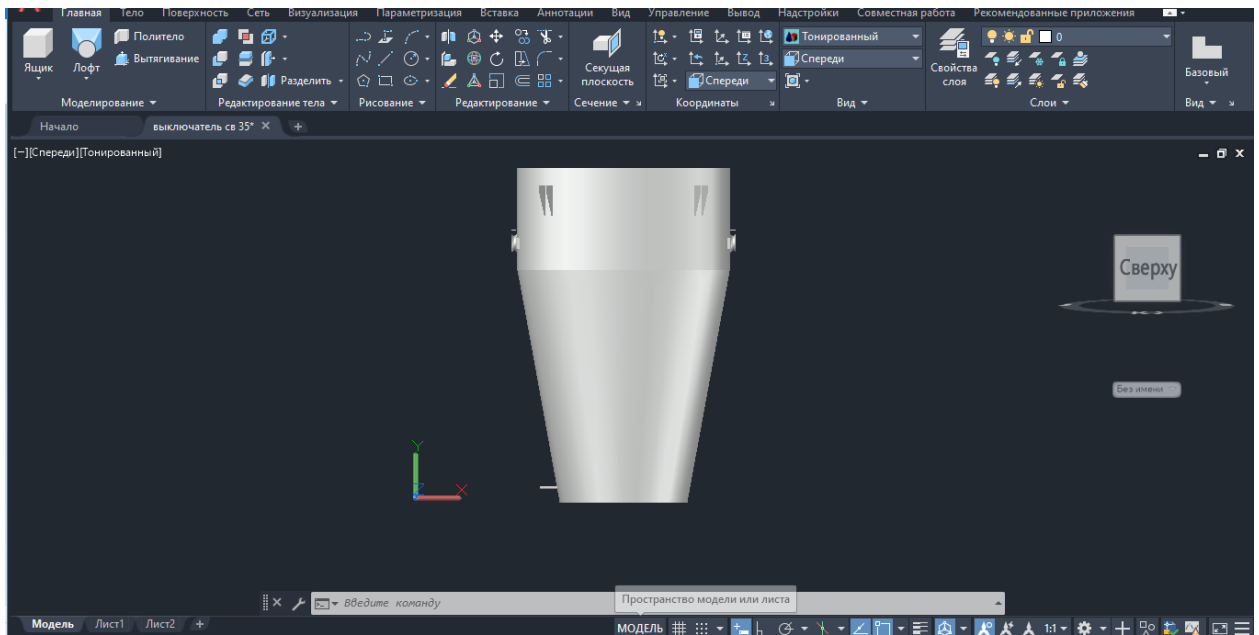 Главная Тело Поверхность Сеть Визуализация Параметризация Вставка Аннотации Вид Управление Вывод Надстройки Совместная работа Рекомендованные приложения
Ящик
Лофт
Политело
Вытягивание
Разделить
Секущая плоскость
Спереди
Тонированный
Спереди
Свойства слоя
0
Базовый
Моделирование Редактирование тела Рисование Редактирование Сечение Координаты Вид Слои Вид
Начало выключатель св 35* +
[−][Спереди][Тонированный]
Сверху
Без имени
Y
X
Введите команду
Пространство модели или листа
Модель Лист1 Лист2 +
МОДЕЛЬ 1:1